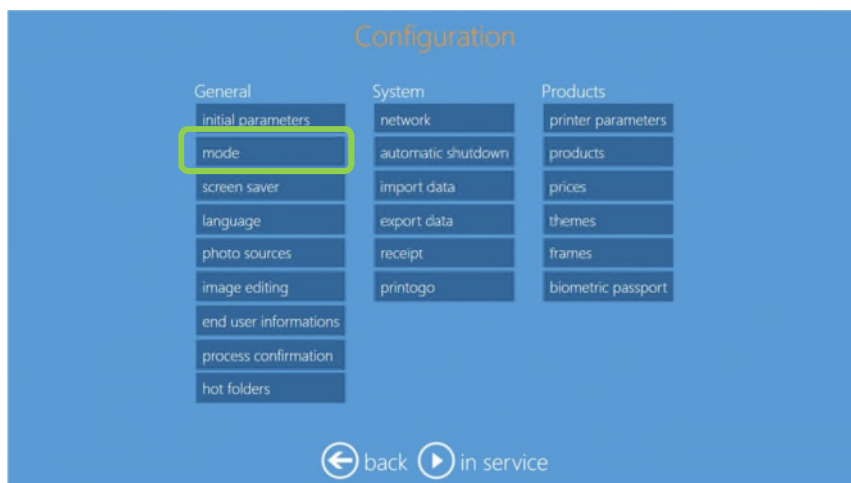 Configuration
General
initial parameters
mode
screen saver
language
photo sources
image editing
end user informations
process confirmation
hot folders
System
network
automatic shutdown
import data
export data
receipt
printogo
Products
printer parameters
products
prices
themes
frames
biometric passport
back in service